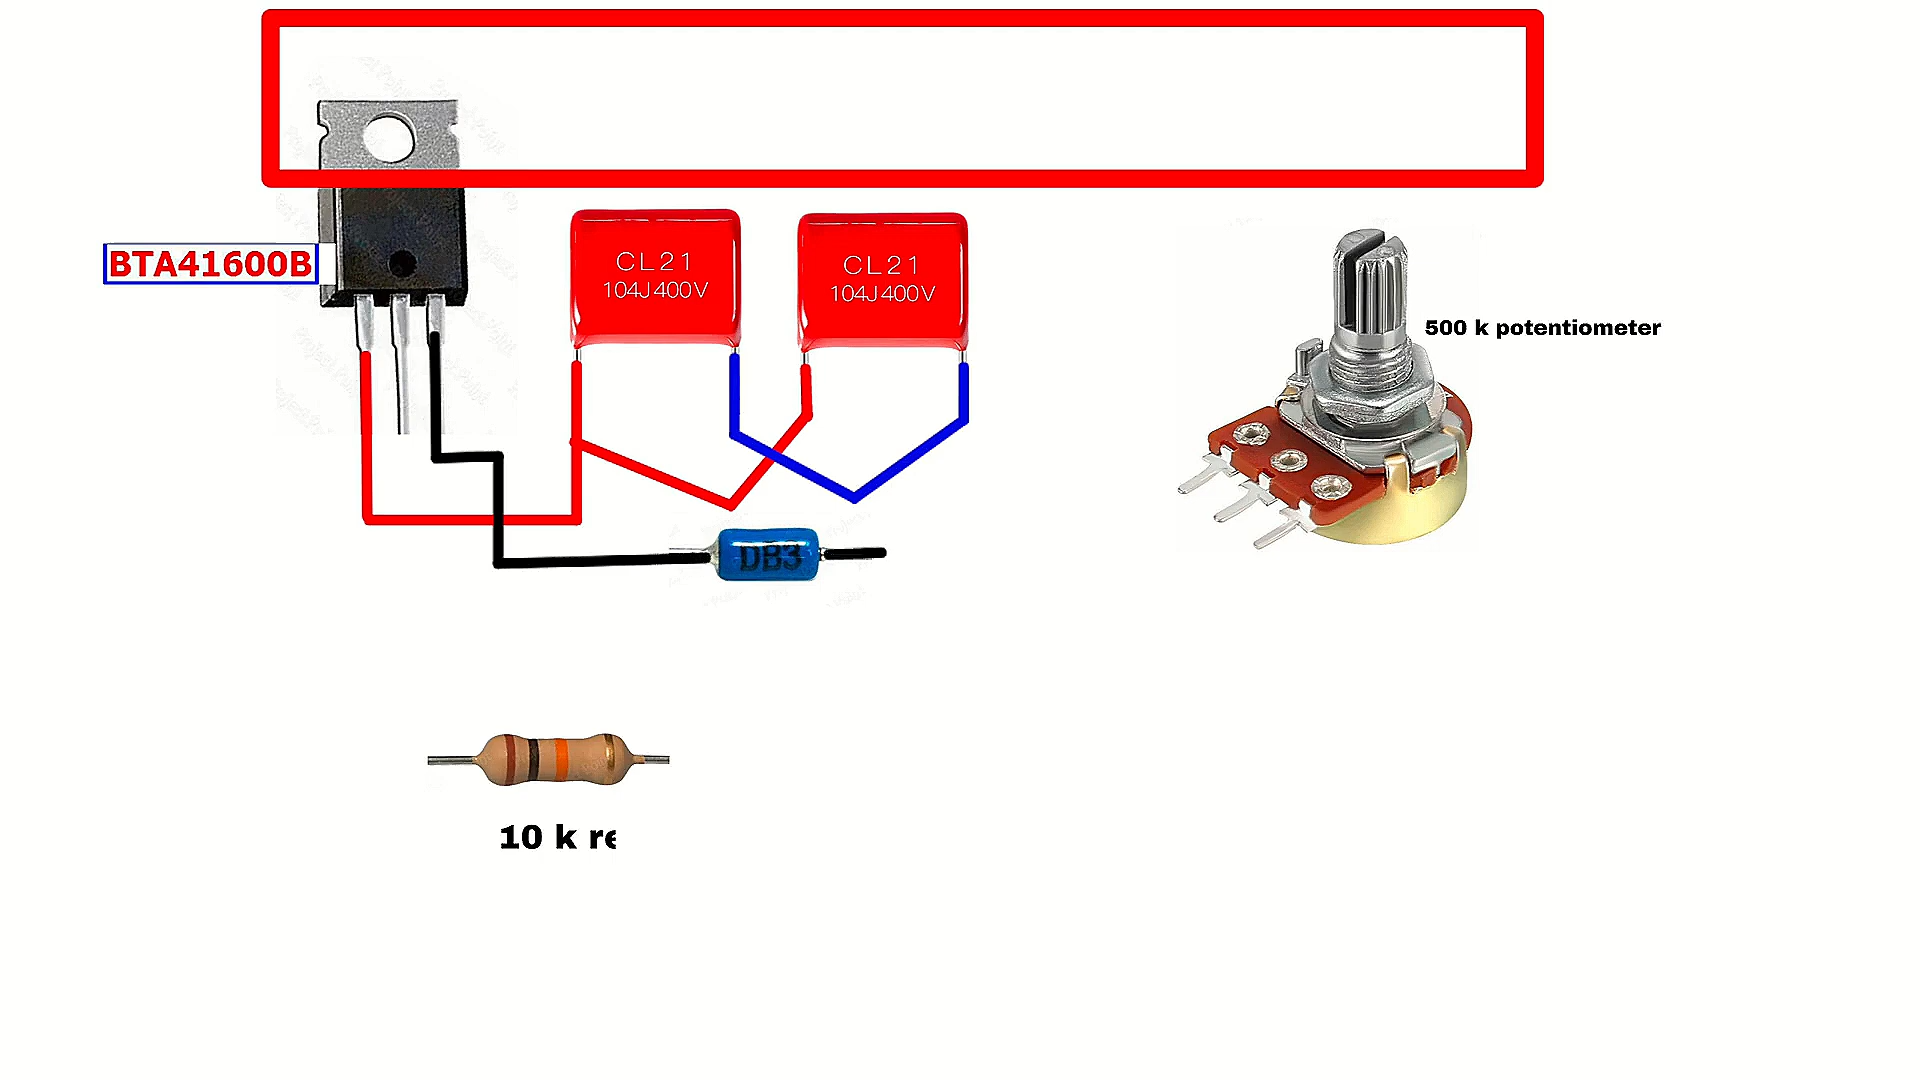 BTA41600B
CL21
104J400V
CL21
104J400V
500 k potentiometer
DB3
10 k re